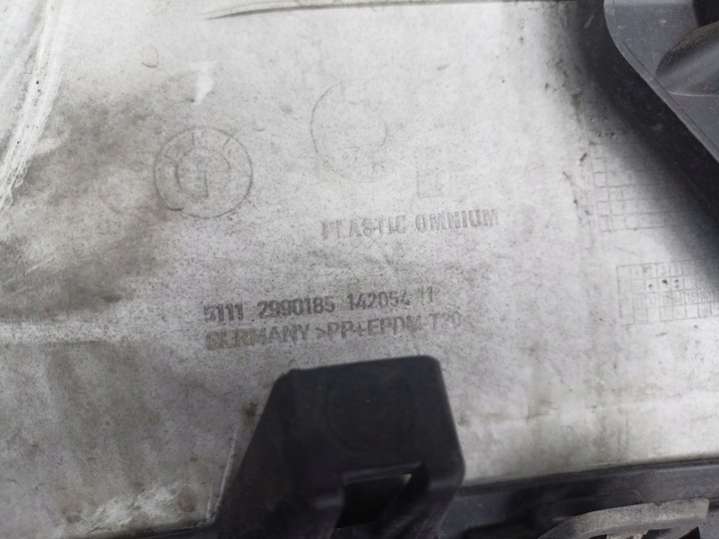 PLASTIC OMNIUM
5111 2990185 142054 11
GERMANY >PP+EPDM-T20